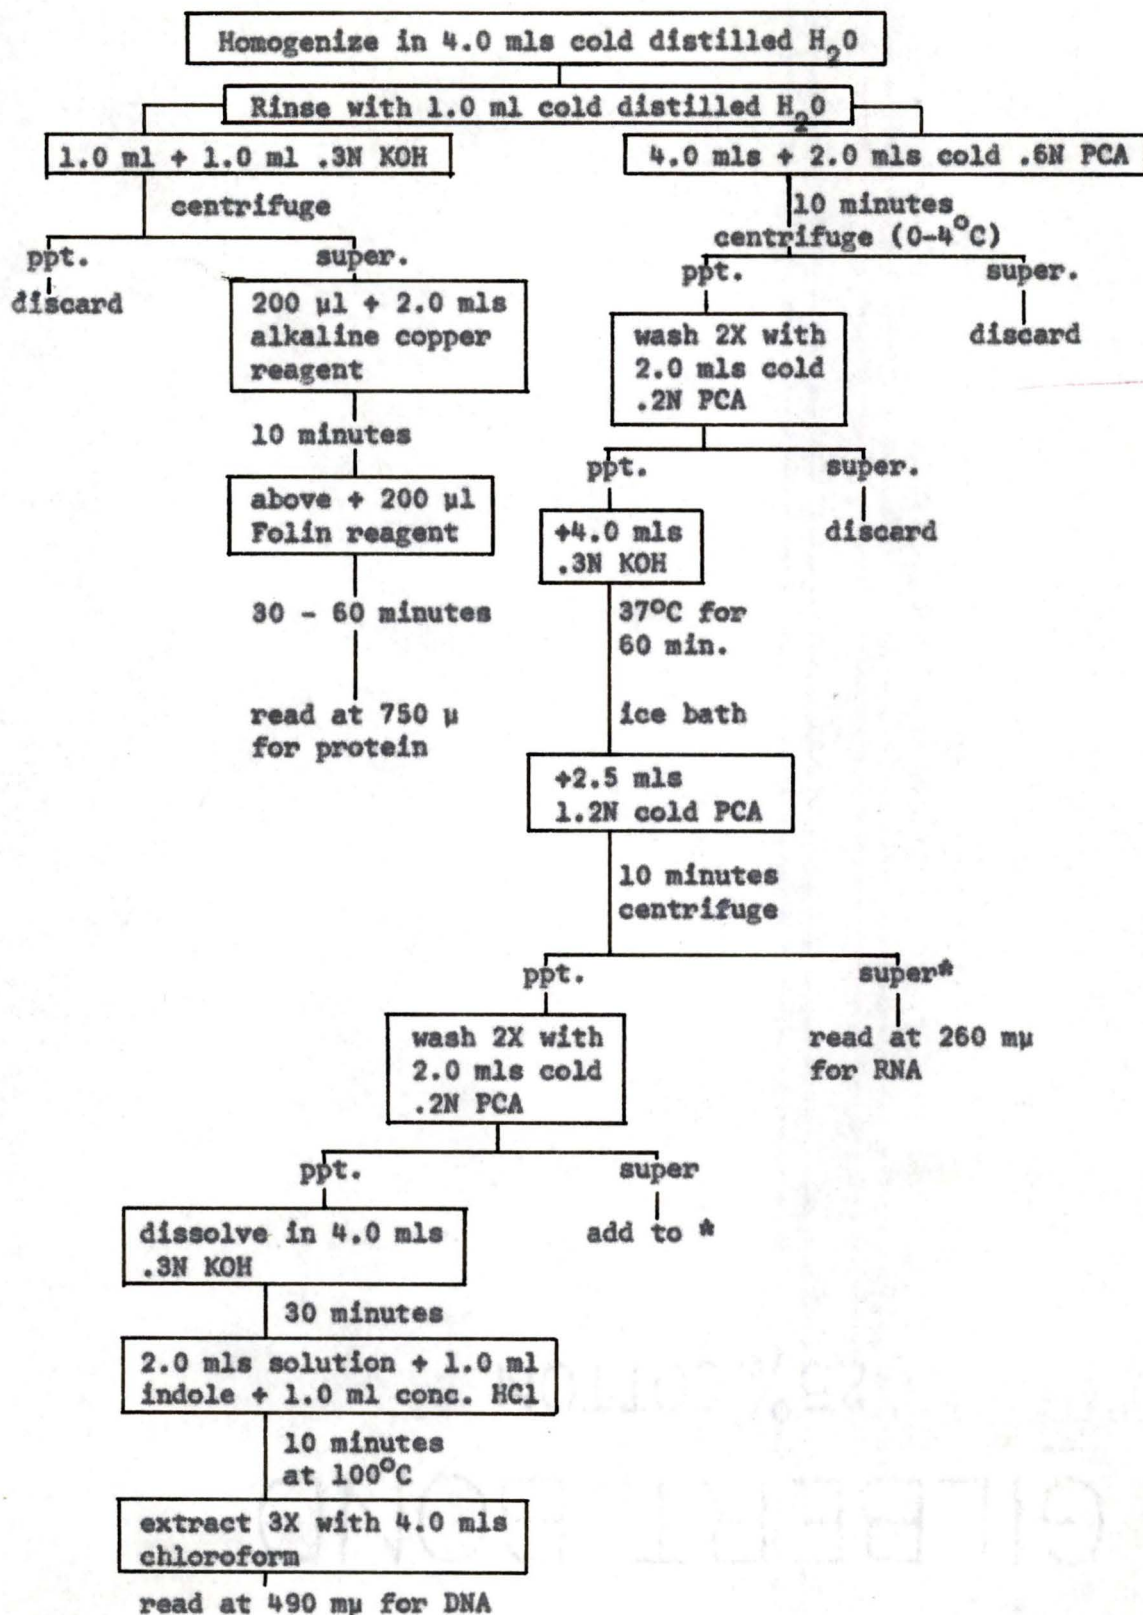 Homogenize in 4.0 mls cold distilled H2O
Rinse with 1.0 ml cold distilled H2O
1.0 ml + 1.0 ml .3N KOH
centrifuge
ppt.
discard
super.
200 µl + 2.0 mls
alkaline copper
reagent
10 minutes
above + 200 µl
Folin reagent
30 - 60 minutes
read at 750 µ
for protein
4.0 mls + 2.0 mls cold .6N PCA
10 minutes
centrifuge (0-4°C)
ppt.
super.
discard
wash 2X with
2.0 mls cold
.2N PCA
ppt.
super.
discard
+4.0 mls
.3N KOH
37°C for
60 min.
ice bath
+2.5 mls
1.2N cold PCA
10 minutes
centrifuge
ppt.
super*
read at 260 mµ
for RNA
wash 2X with
2.0 mls cold
.2N PCA
ppt.
super
add to *
dissolve in 4.0 mls
.3N KOH
30 minutes
2.0 mls solution + 1.0 ml
indole + 1.0 ml conc. HCl
10 minutes
at 100°C
extract 3X with 4.0 mls
chloroform
read at 490 mµ for DNA